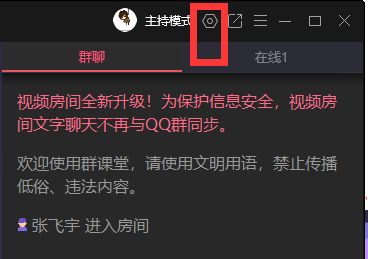 主持模式
群聊 在线1
视频房间全新升级！为保护信息安全，视频
房间文字聊天不再与QQ群同步。
欢迎使用群课堂，请使用文明用语，禁止传播
低俗、违法内容。
张飞宇 进入房间